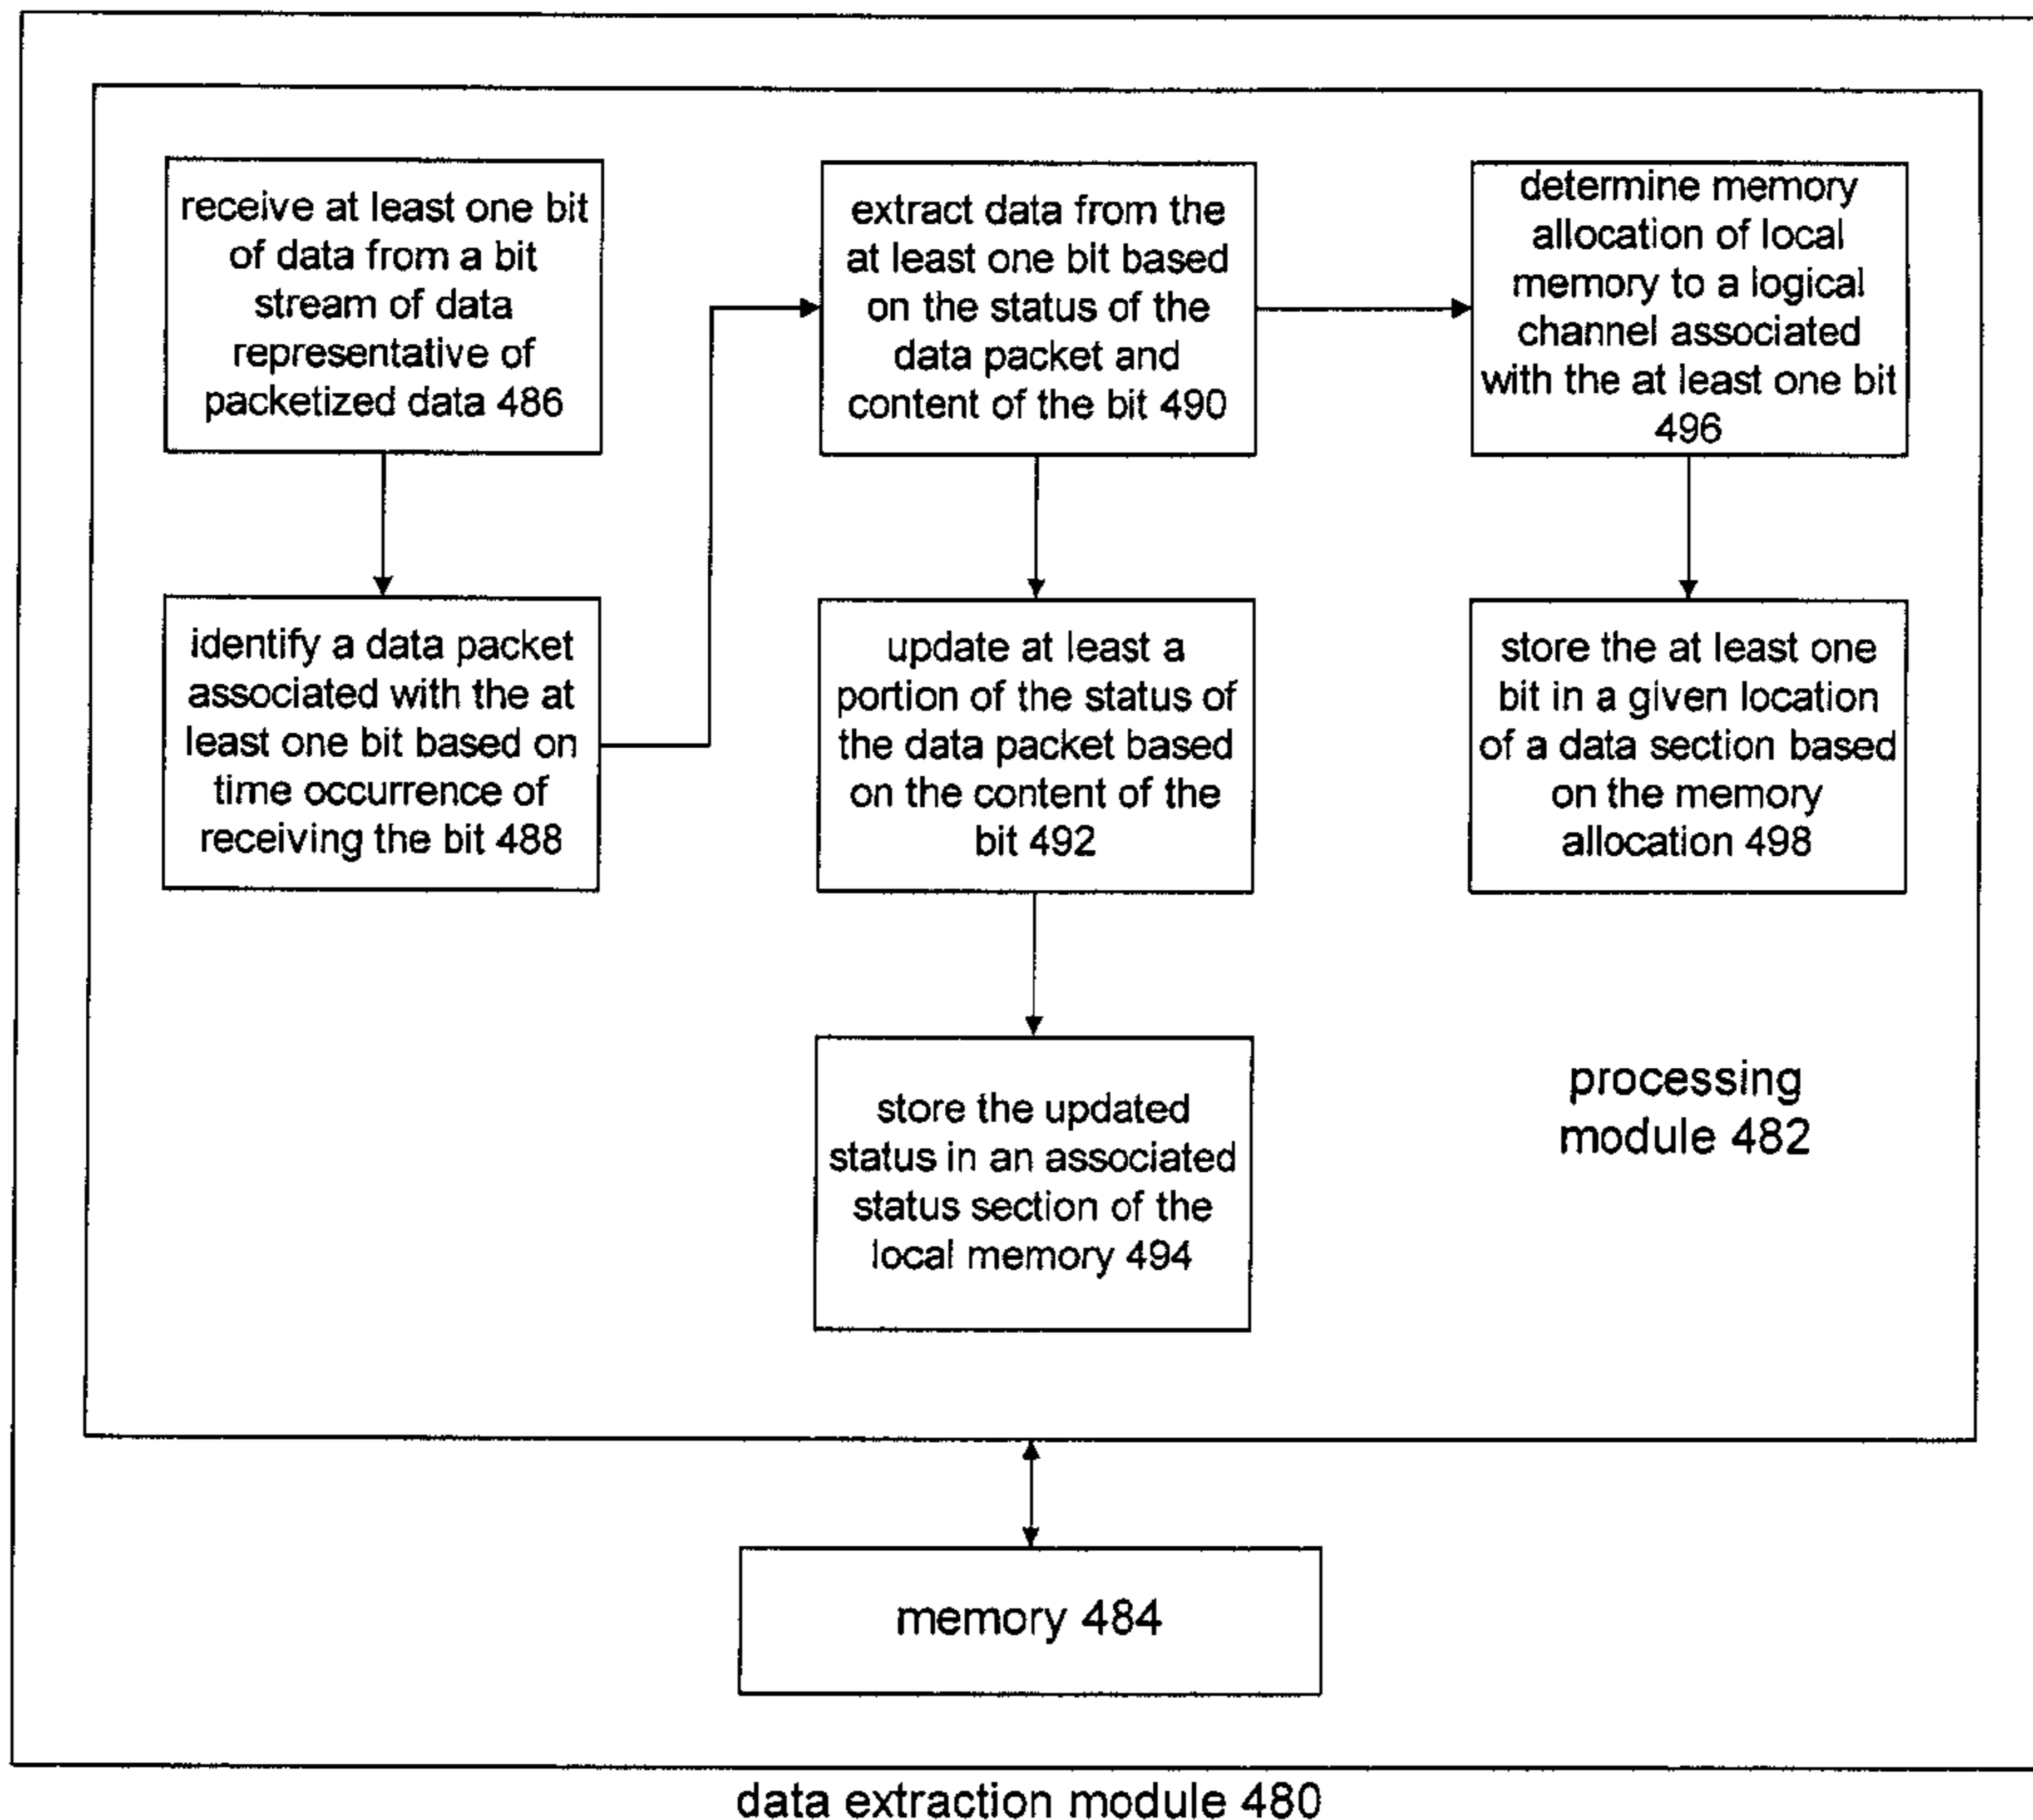 receive at least one bit
of data from a bit
stream of data
representative of
packetized data 486
identify a data packet
associated with the at
least one bit based on
time occurrence of
receiving the bit 488
extract data from the
at least one bit based
on the status of the
data packet and
content of the bit 490
update at least a
portion of the status of
the data packet based
on the content of the
bit 492
store the updated
status in an associated
status section of the
local memory 494
determine memory
allocation of local
memory to a logical
channel associated
with the at least one bit
496
store the at least one
bit in a given location
of a data section based
on the memory
allocation 498
processing
module 482
memory 484
data extraction module 480